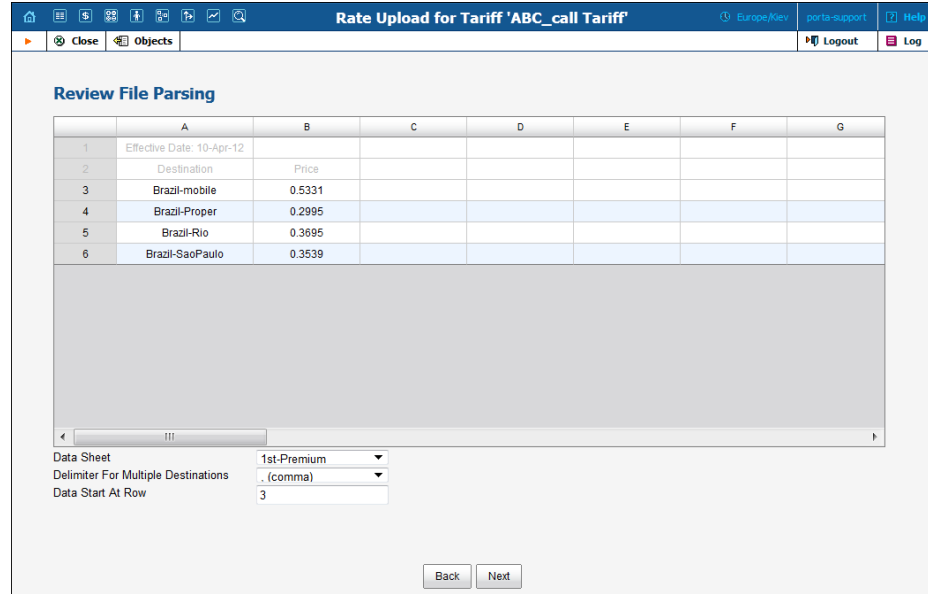 Rate Upload for Tariff 'ABC_call Tariff' Europe/Kiev porta-support ? Help
Close Objects Logout Log
Review File Parsing
A B C D E F G
1 Effective Date: 10-Apr-12
2 Destination Price
3 Brazil-mobile 0.5331
4 Brazil-Proper 0.2995
5 Brazil-Rio 0.3695
6 Brazil-SaoPaulo 0.3539
Data Sheet 1st-Premium
Delimiter For Multiple Destinations , (comma)
Data Start At Row 3
Back Next